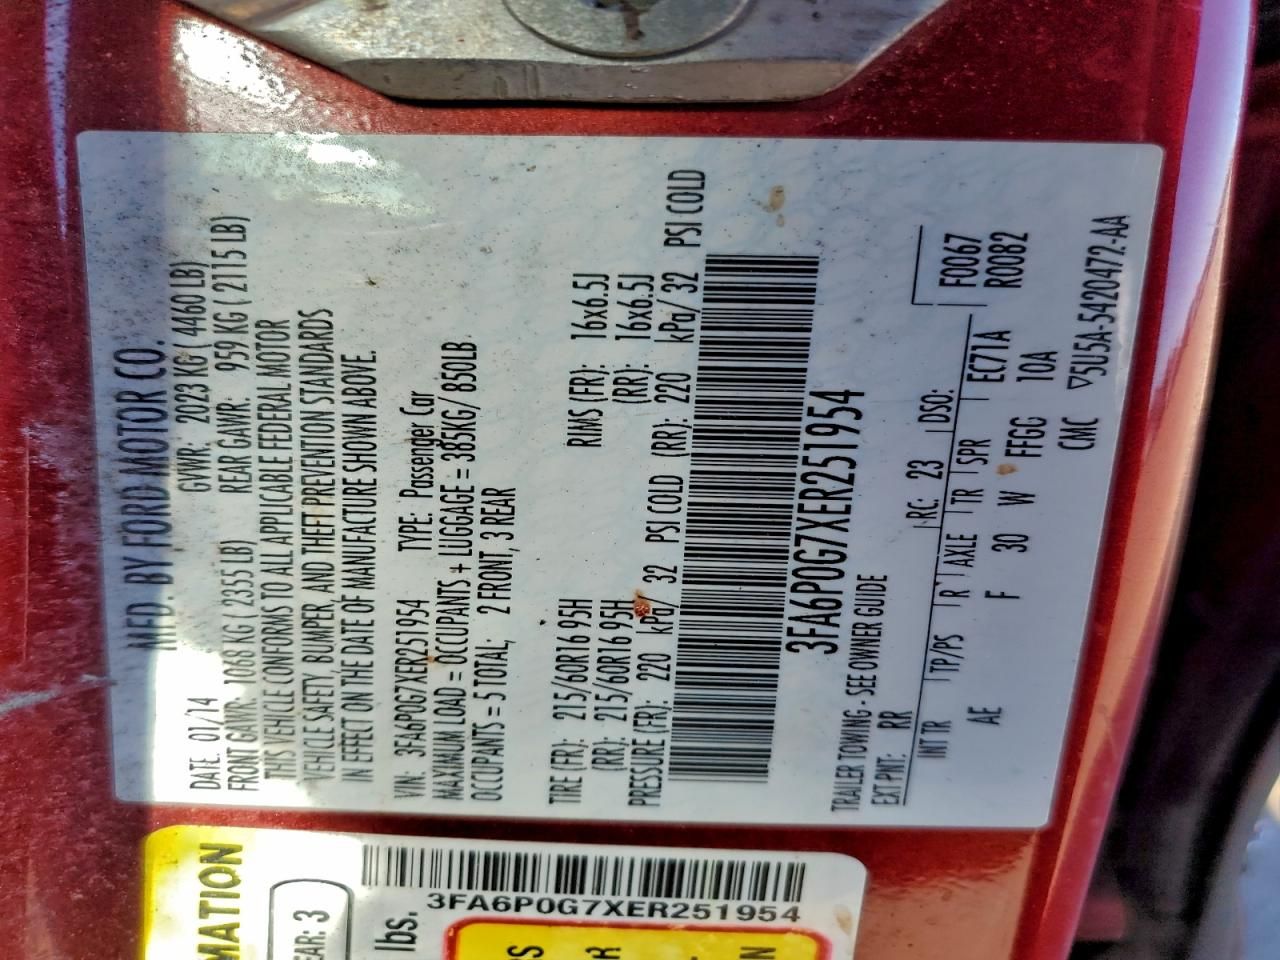 MFD. BY FORD MOTOR CO.
DATE: 01/14 GVWR: 2023 KG ( 4460 LB)
FRONT GAWR: 1068 KG ( 2355 LB) REAR GAWR: 959 KG ( 2115 LB)
THIS VEHICLE CONFORMS TO ALL APPLICABLE FEDERAL MOTOR
VEHICLE SAFETY, BUMPER, AND THEFT PREVENTION STANDARDS
IN EFFECT ON THE DATE OF MANUFACTURE SHOWN ABOVE.
VIN: 3FA6P0G7XER251954 TYPE: Passenger Car
MAXIMUM LOAD = OCCUPANTS + LUGGAGE = 385KG/ 850LB
OCCUPANTS = 5 TOTAL; 2 FRONT, 3 REAR
TIRE (FR): 215/60R16 95H RIMS (FR): 16x6.5J
(RR): 215/60R16 95H (RR): 16x6.5J
PRESSURE (FR): 220 kPa/ 32 PSI COLD (RR): 220 kPa/ 32 PSI COLD
3FA6P0G7XER251954
TRAILER TOWING - SEE OWNER GUIDE
EXT PNT: RR RC: 23 DSO: F0067
R00B2
INT TR TP/PS R AXLE TR SPR EC71A
AE F 30 W FFGG 10A
CMC ▽5U5A-5420472-AA
MATION
EAR: 3
lbs.
3FA6P0G7XER251954